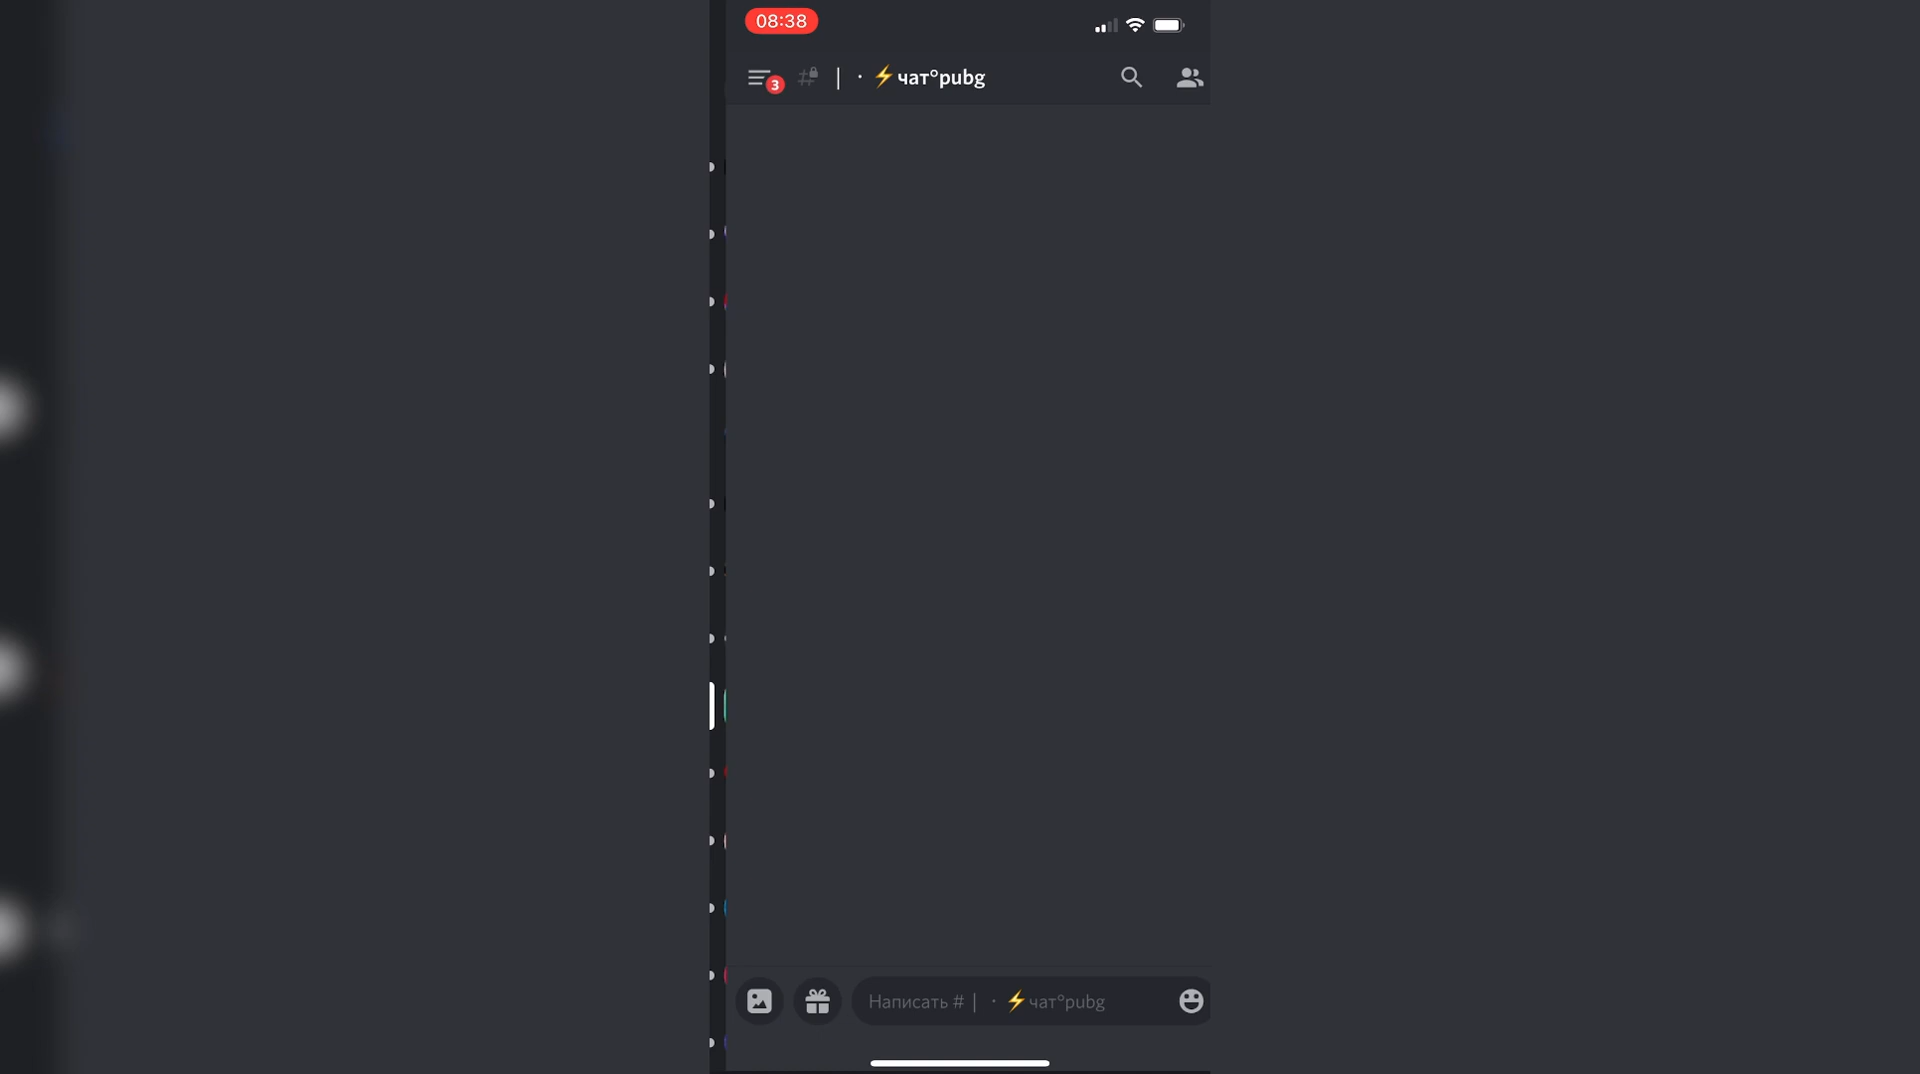 08:38
3 # | · ⚡чат°pubg
Написать # | · ⚡чат°pubg